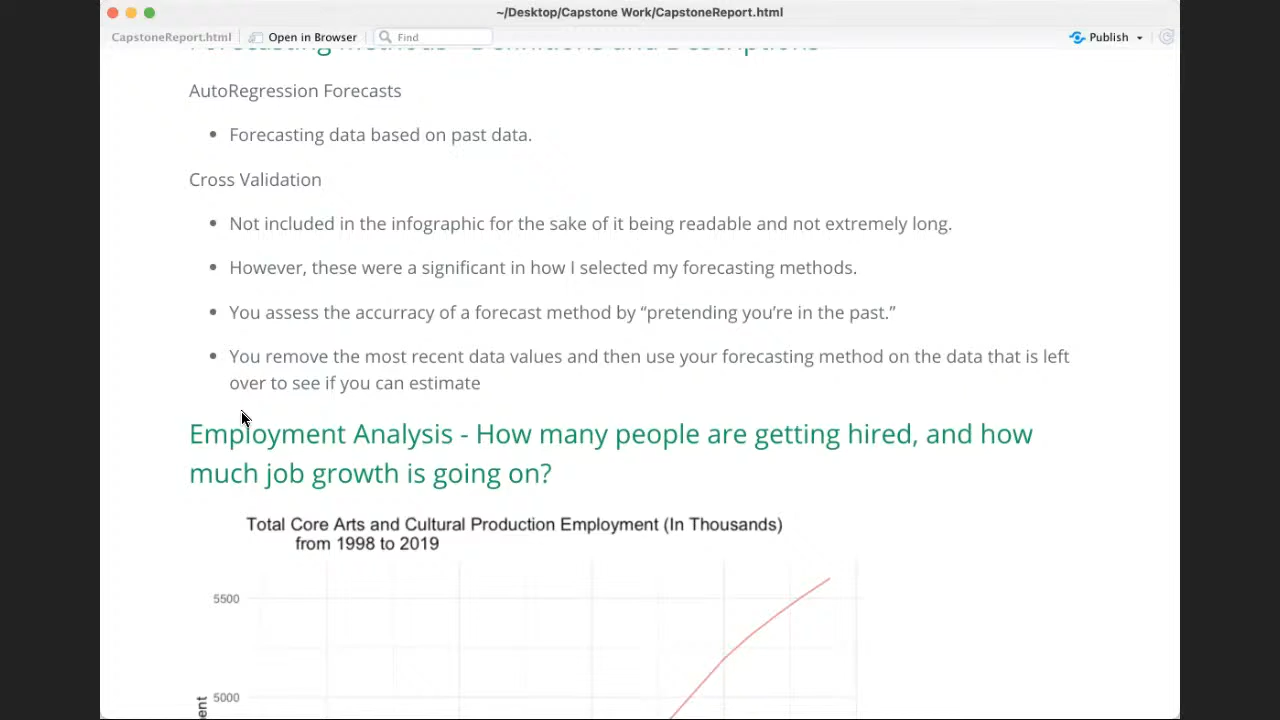 ~/Desktop/Capstone Work/CapstoneReport.html
CapstoneReport.html
Open in Browser
Find
Publish
Forecasting Methods - Definitions and Descriptions
AutoRegression Forecasts
Forecasting data based on past data.
Cross Validation
Not included in the infographic for the sake of it being readable and not extremely long.
However, these were a significant in how I selected my forecasting methods.
You assess the accurracy of a forecast method by “pretending you’re in the past.”
You remove the most recent data values and then use your forecasting method on the data that is left
over to see if you can estimate
Employment Analysis - How many people are getting hired, and how
much job growth is going on?
Total Core Arts and Cultural Production Employment (In Thousands)
from 1998 to 2019
5500
5000